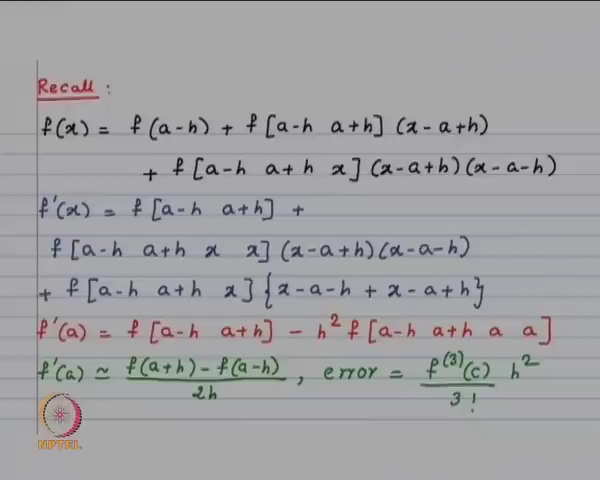 Recall :
f(x) = f(a-h) + f[a-h a+h] (x-a+h)
+ f[a-h a+h x] (x-a+h) (x-a-h)
f'(x) = f[a-h a+h] +
f[a-h a+h x x] (x-a+h) (x-a-h)
+ f[a-h a+h x] {x-a-h + x-a+h}
f'(a) = f[a-h a+h] - h² f[a-h a+h a a]
f'(a) ≃ f(a+h) - f(a-h) / 2h , error = f⁽³⁾(c) / 3! h²
NPTEL